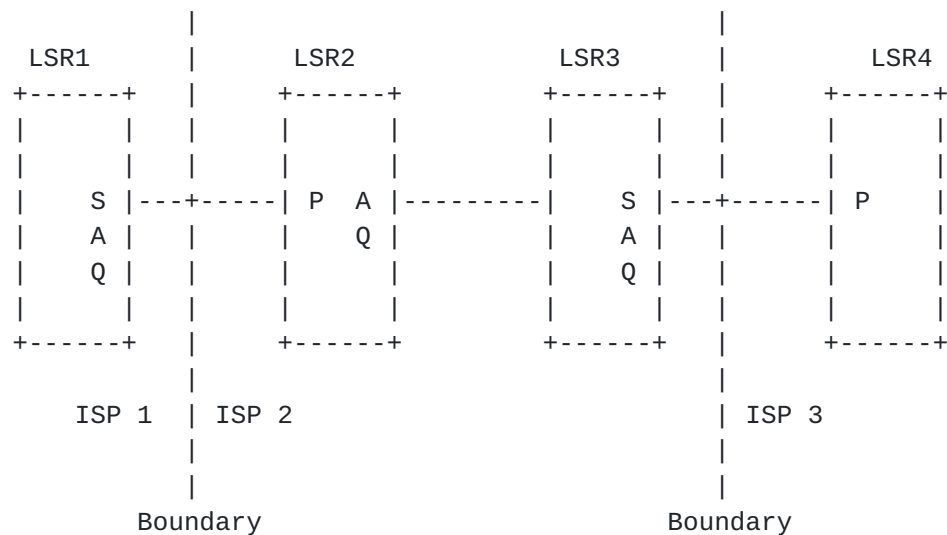 LSR1 LSR2 LSR3 LSR4
S P A S P
A Q A
Q Q
ISP 1 ISP 2 ISP 3
Boundary Boundary